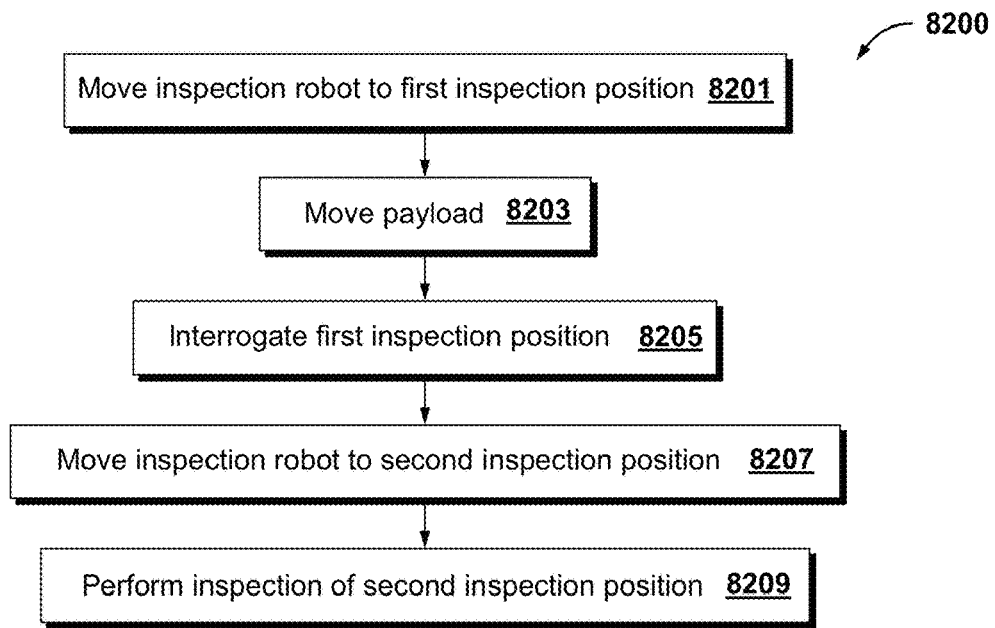 8200
Move inspection robot to first inspection position 8201
Move payload 8203
Interrogate first inspection position 8205
Move inspection robot to second inspection position 8207
Perform inspection of second inspection position 8209